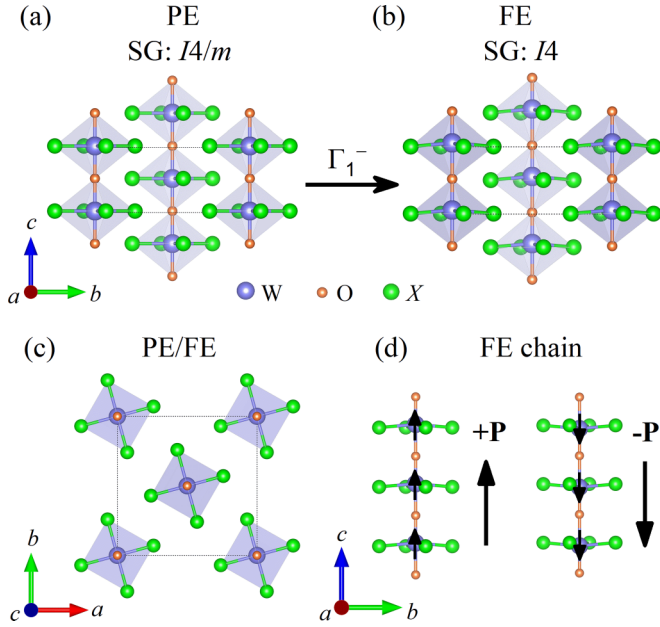 (a) PE
SG: I4/m
(b) FE
SG: I4
Γ₁⁻
c
a
b
W
O
X
(c) PE/FE
b
c
a
(d) FE chain
+P
-P
c
a
b